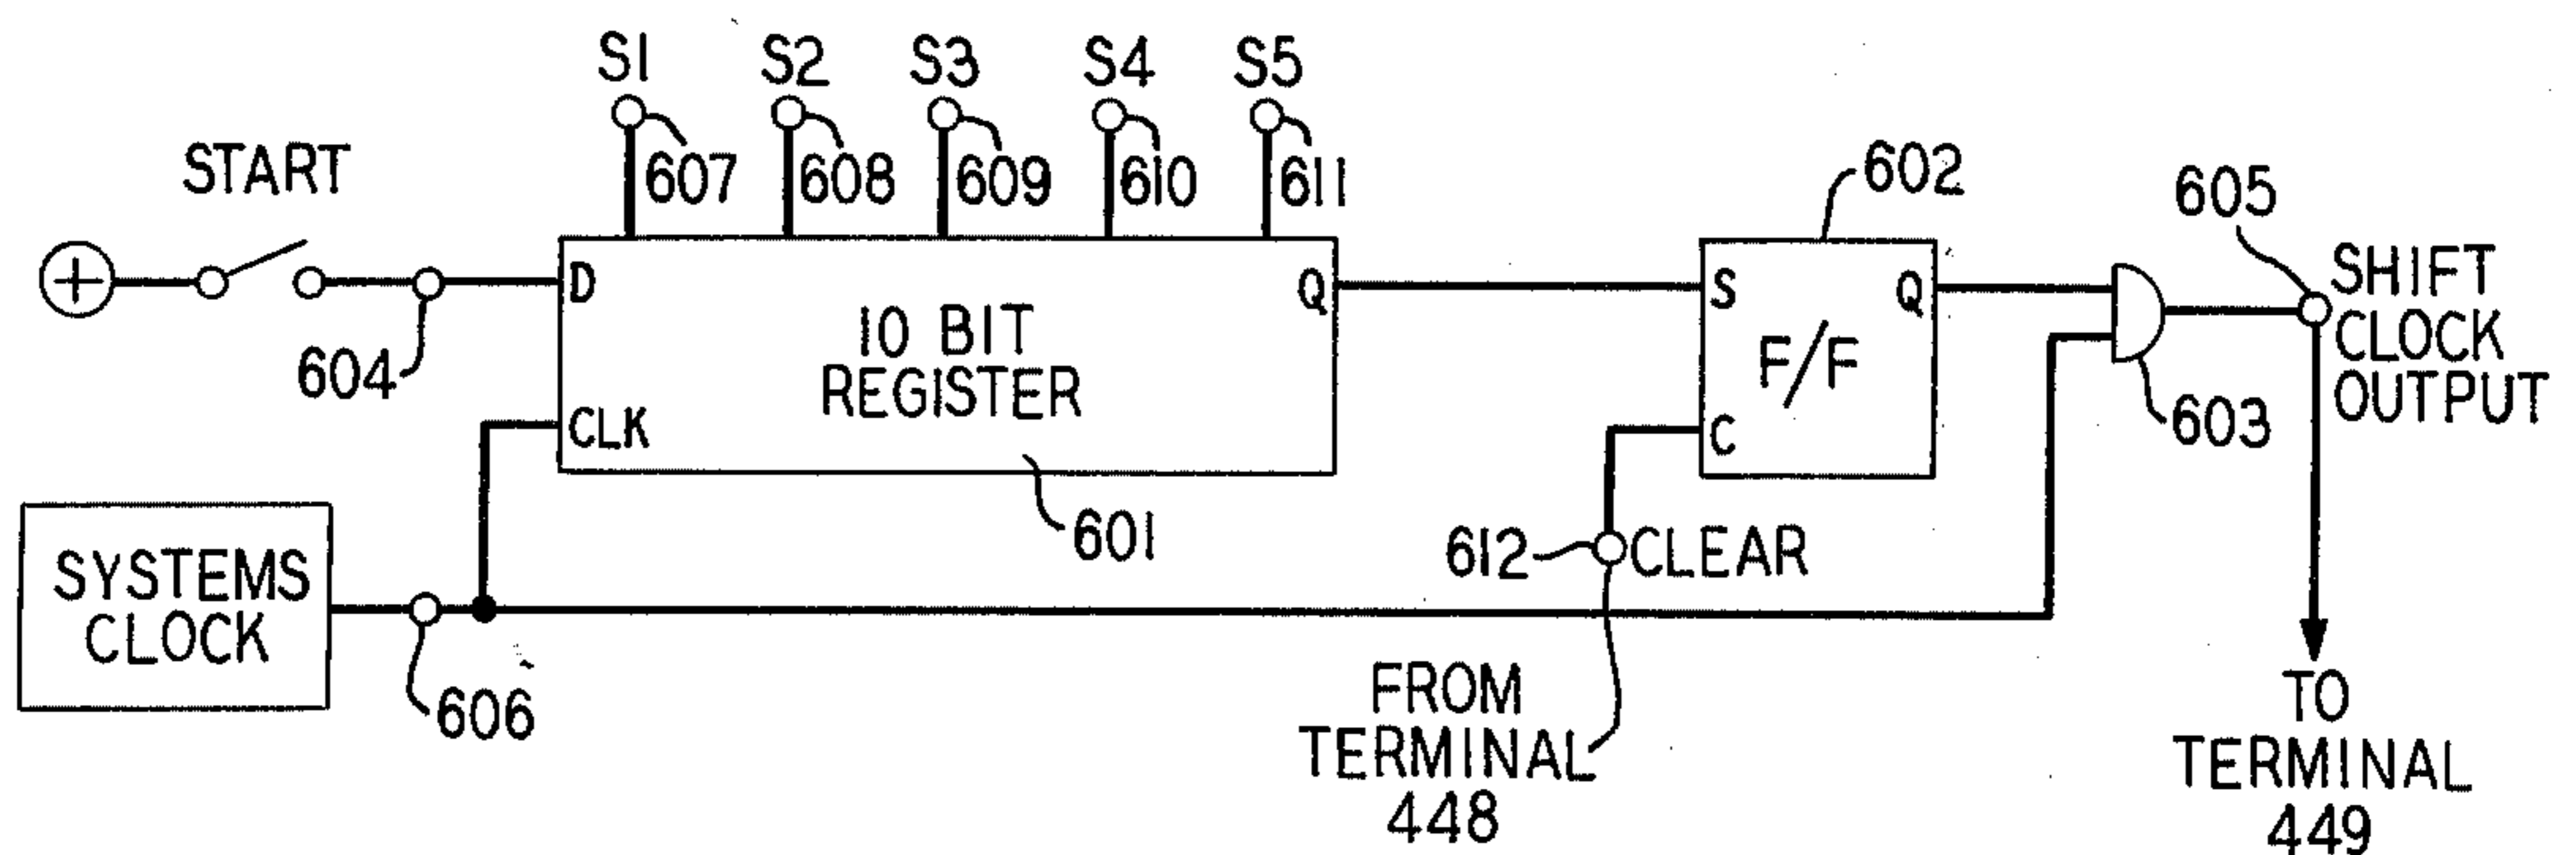 S1 S2 S3 S4 S5
607 608 609 610 611
START
602
605
+
604
D
CLK
10 BIT
REGISTER
Q
601
S
C
F/F
Q
603
SHIFT
CLOCK
OUTPUT
SYSTEMS
CLOCK
606
612
CLEAR
FROM
TERMINAL
448
TO
TERMINAL
449